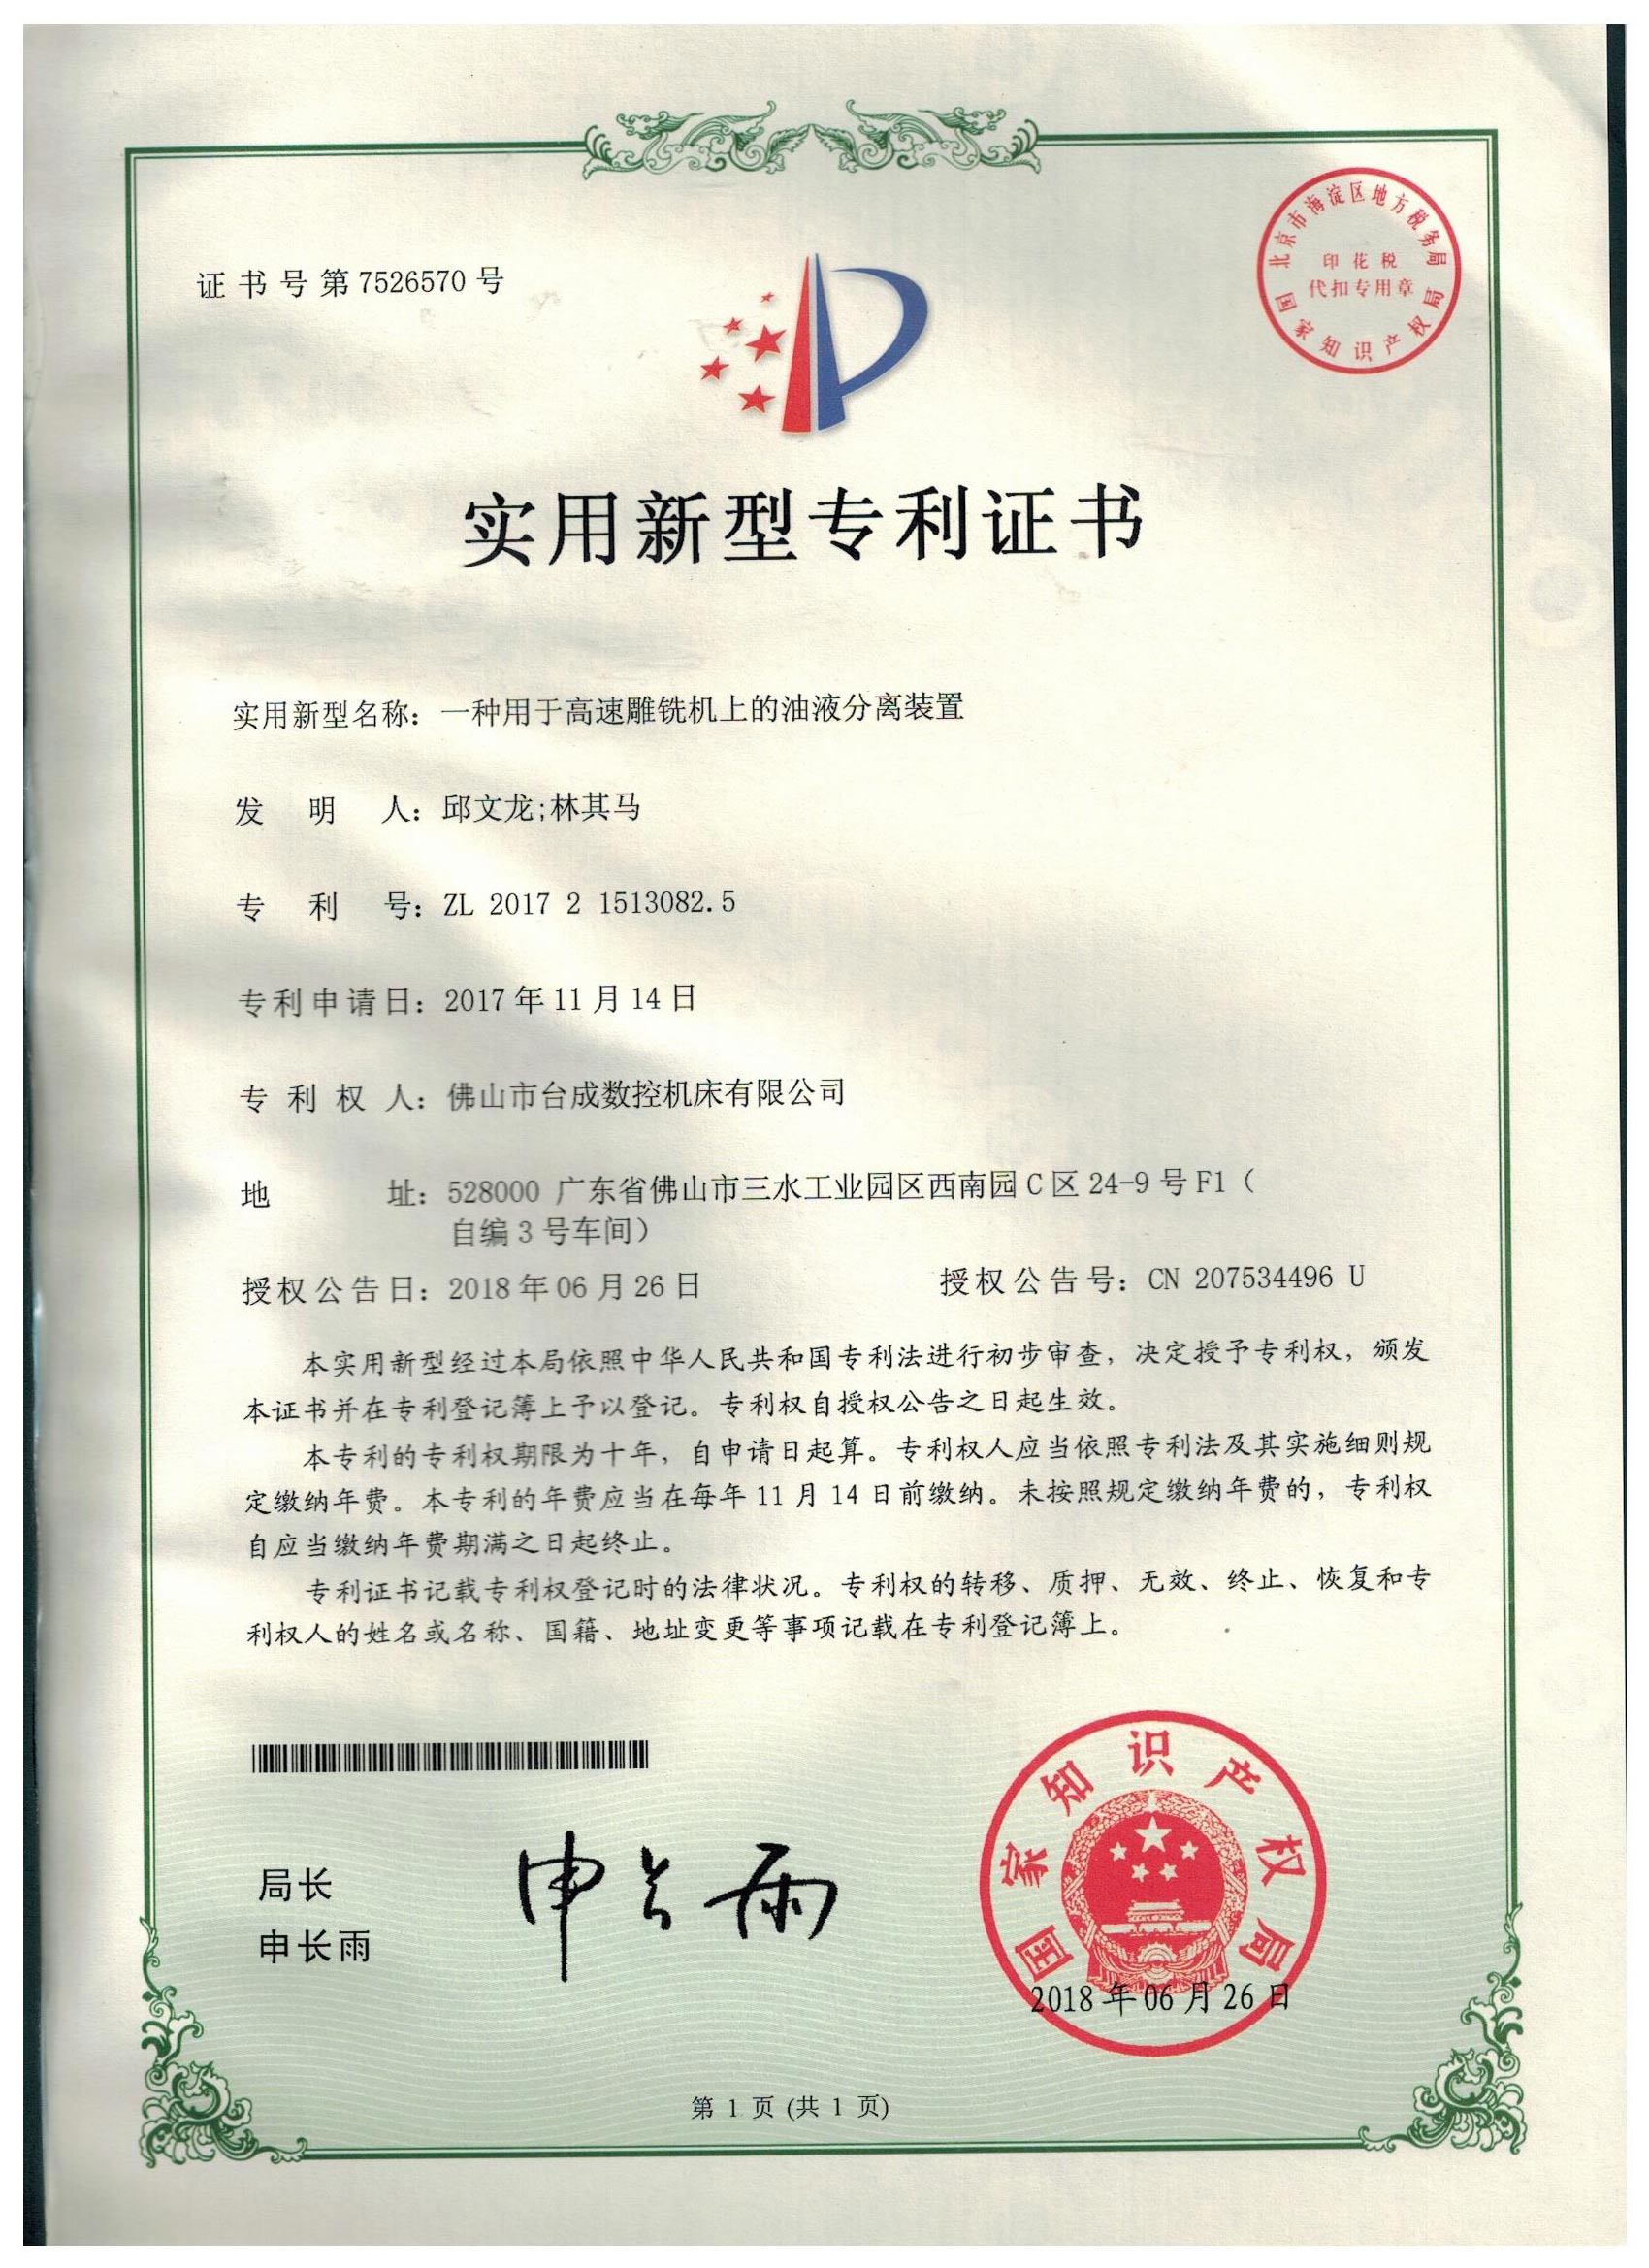 证书号第7526570号
北京市海淀区地方税务局
印花税
代扣专用章
国家知识产权局
实用新型专利证书
实用新型名称：一种用于高速雕铣机上的油液分离装置
发明人：邱文龙;林其马
专利号：ZL 2017 2 1513082.5
专利申请日：2017年11月14日
专利权人：佛山市台成数控机床有限公司
地址：528000 广东省佛山市三水工业园区西南园C区24-9号F1（
自编3号车间）
授权公告日：2018年06月26日 授权公告号：CN 207534496 U
本实用新型经过本局依照中华人民共和国专利法进行初步审查，决定授予专利权，颁发
本证书并在专利登记簿上予以登记。专利权自授权公告之日起生效。
本专利的专利权期限为十年，自申请日起算。专利权人应当依照专利法及其实施细则规
定缴纳年费。本专利的年费应当在每年11月14日前缴纳。未按照规定缴纳年费的，专利权
自应当缴纳年费期满之日起终止。
专利证书记载专利权登记时的法律状况。专利权的转移、质押、无效、终止、恢复和专
利权人的姓名或名称、国籍、地址变更等事项记载在专利登记簿上。
局长
申长雨
申长雨
国家知识产权局
2018年06月26日
第1页(共1页)